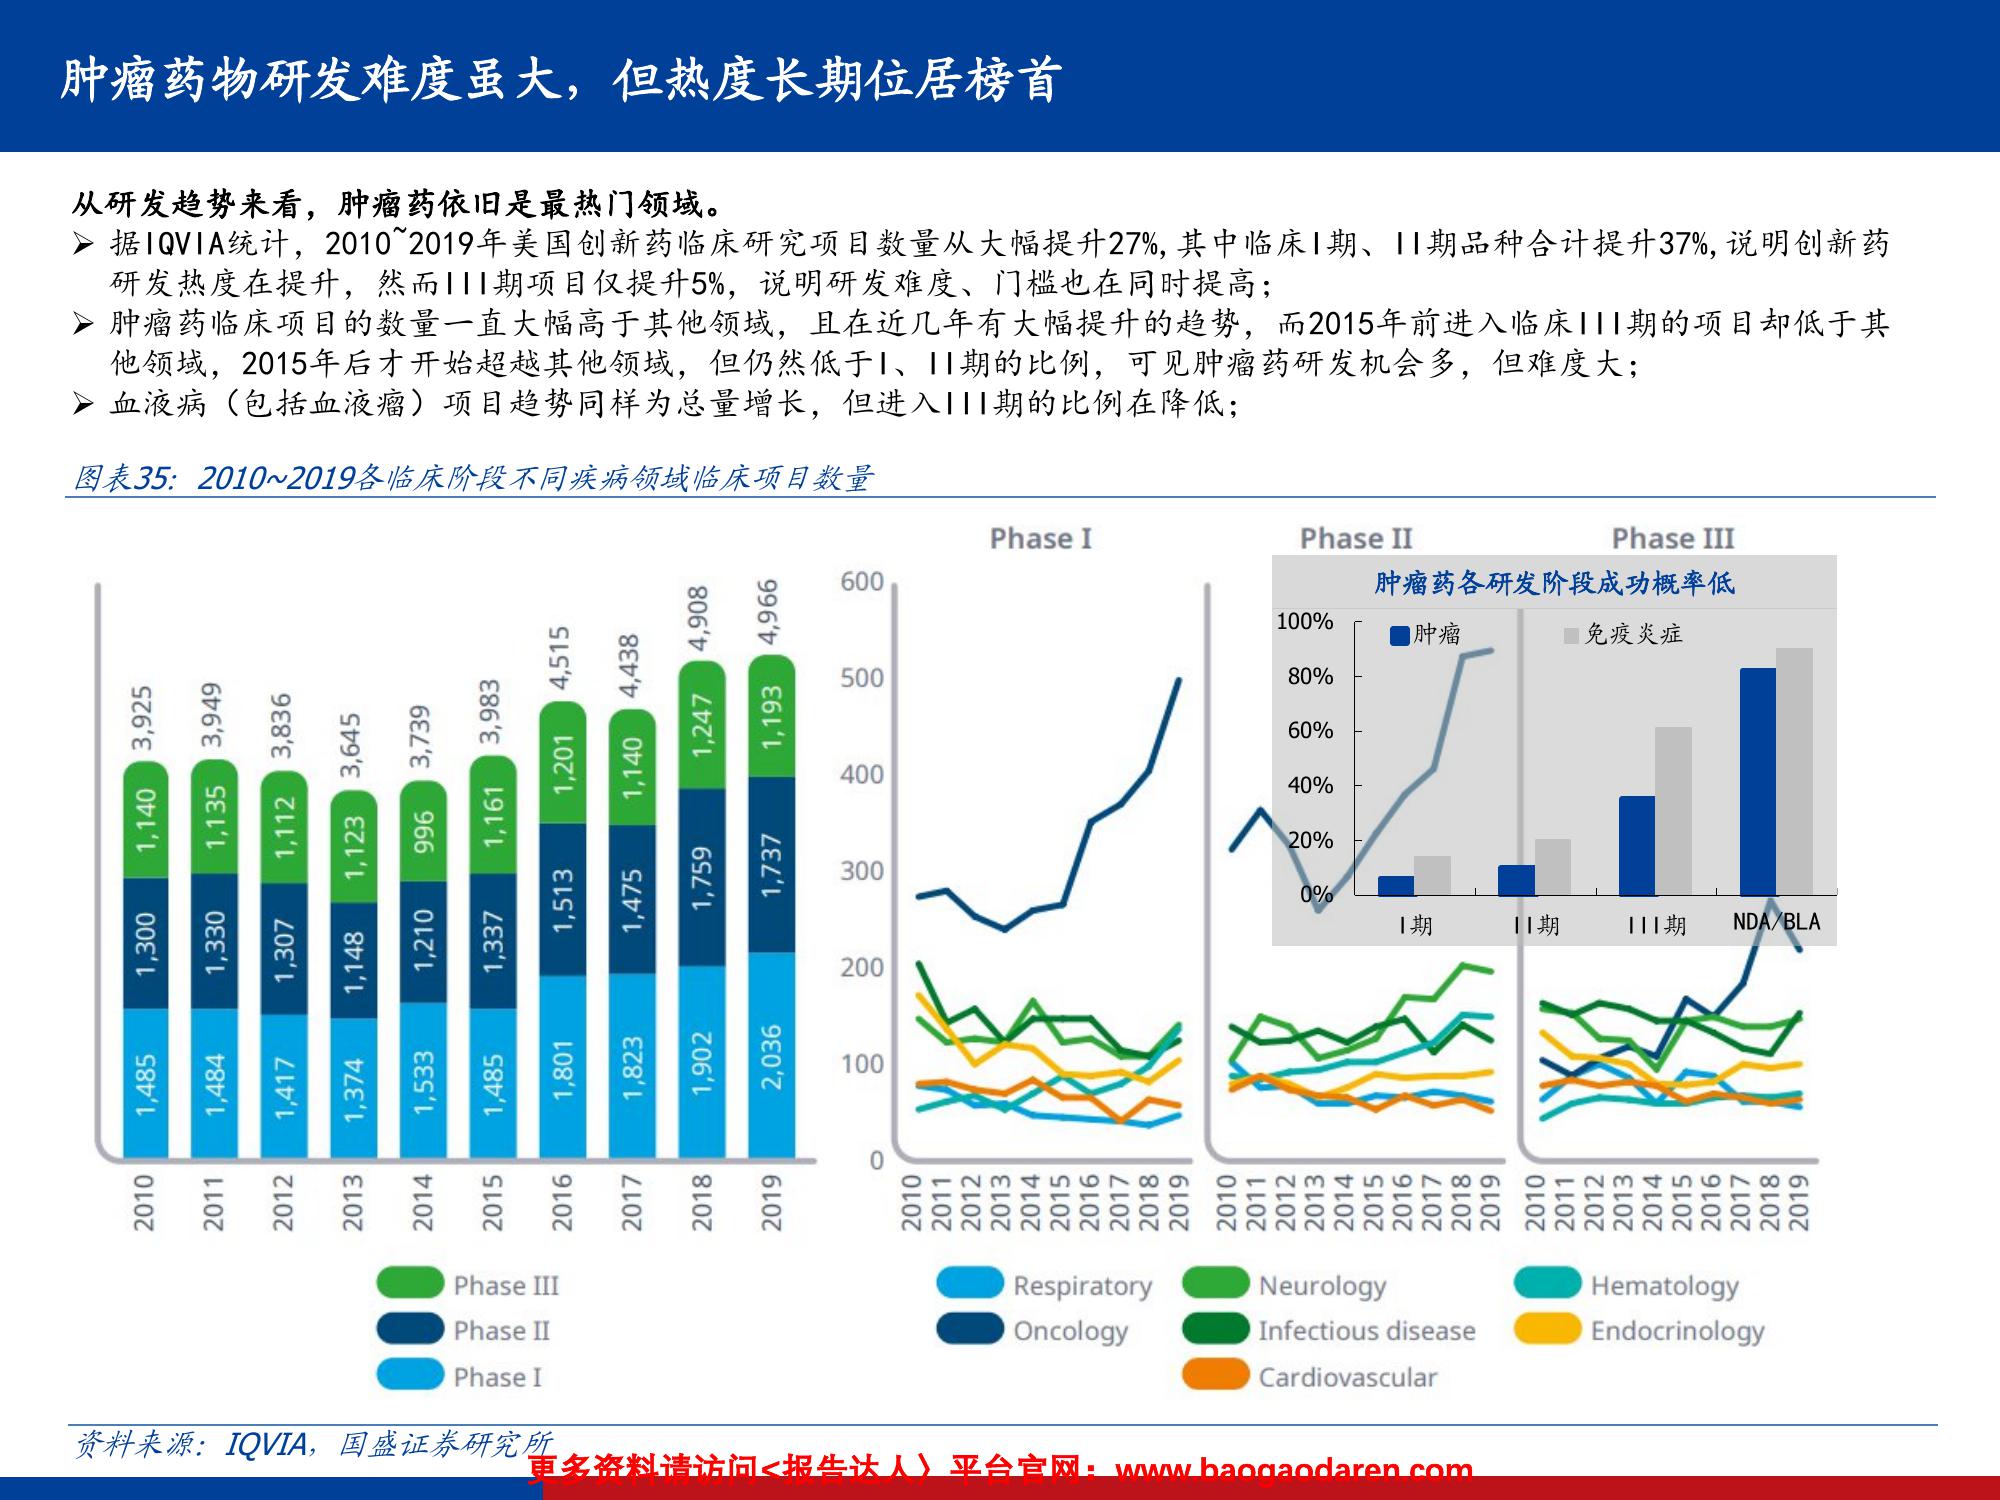 肿瘤药物研发难度虽大，但热度长期位居榜首
从研发趋势来看，肿瘤药依旧是最热门领域。
➢ 据IQVIA统计，2010~2019年美国创新药临床研究项目数量从大幅提升27%,其中临床I期、II期品种合计提升37%,说明创新药
研发热度在提升，然而III期项目仅提升5%，说明研发难度、门槛也在同时提高；
➢ 肿瘤药临床项目的数量一直大幅高于其他领域，且在近几年有大幅提升的趋势，而2015年前进入临床III期的项目却低于其
他领域，2015年后才开始超越其他领域，但仍然低于I、II期的比例，可见肿瘤药研发机会多，但难度大；
➢ 血液病（包括血液瘤）项目趋势同样为总量增长，但进入III期的比例在降低；
图表35：2010~2019各临床阶段不同疾病领域临床项目数量
3,925 3,949 3,836 3,645 3,739 3,983 4,515 4,438 4,908 4,966
1,140 1,135 1,112 1,123 996 1,161 1,201 1,140 1,247 1,193
1,300 1,330 1,307 1,148 1,210 1,337 1,513 1,475 1,759 1,737
1,485 1,484 1,417 1,374 1,533 1,485 1,801 1,823 1,902 2,036
2010 2011 2012 2013 2014 2015 2016 2017 2018 2019
Phase III
Phase II
Phase I
Phase I Phase II Phase III
600
500
400
300
200
100
0
2010 2011 2012 2013 2014 2015 2016 2017 2018 2019
2010 2011 2012 2013 2014 2015 2016 2017 2018 2019
2010 2011 2012 2013 2014 2015 2016 2017 2018 2019
肿瘤药各研发阶段成功概率低
肿瘤 免疫炎症
100%
80%
60%
40%
20%
0%
I期 II期 III期 NDA/BLA
Respiratory Neurology Hematology
Oncology Infectious disease Endocrinology
Cardiovascular
资料来源：IQVIA，国盛证券研究所
更多资料请访问<报告达人〉平台官网：www.baogaodaren.com